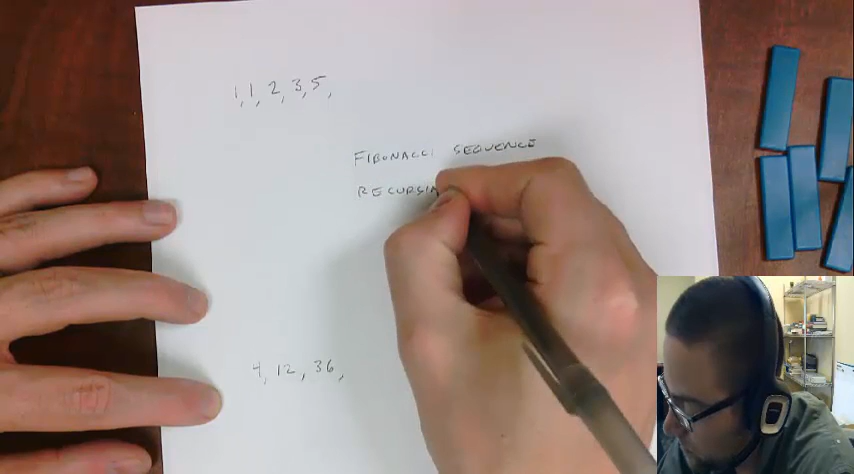 1, 1, 2, 3, 5,
FIBONACCI SEQUENCE
4, 12, 36,